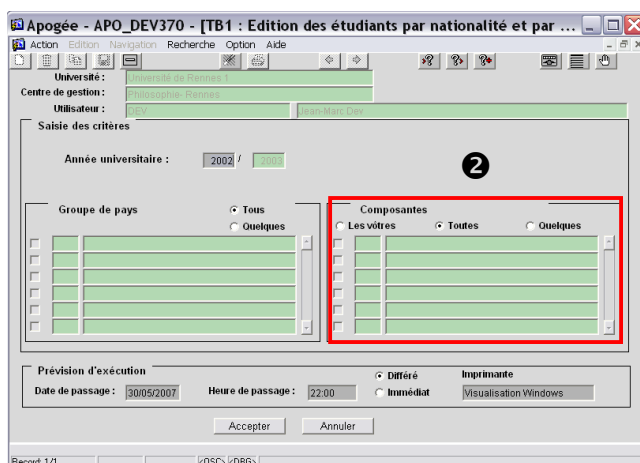 Apogée - APO_DEV370 - [TB1 : Edition des étudiants par nationalité et par ...
Action Edition Navigation Recherche Option Aide
Université : Université de Rennes 1
Centre de gestion : Philosophie- Rennes
Utilisateur : DEV Jean-Marc Dev
Saisie des critères
Année universitaire : 2002 / 2003
2
Groupe de pays Tous Quelques
Composantes
Les vôtres Toutes Quelques
Prévision d'exécution
Différé Imprimante
Date de passage : 30/05/2007 Heure de passage : 22:00 Immédiat Visualisation Windows
Accepter Annuler
Record: 1/1 <OSC> <DBG>